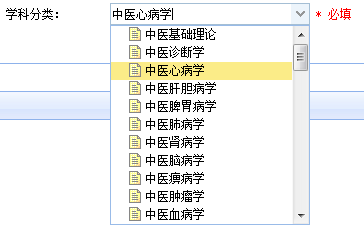 学科分类： 中医心病学 * 必填
中医基础理论
中医诊断学
中医心病学
中医肝胆病学
中医脾胃病学
中医肺病学
中医肾病学
中医脑病学
中医痹病学
中医肿瘤学
中医血病学